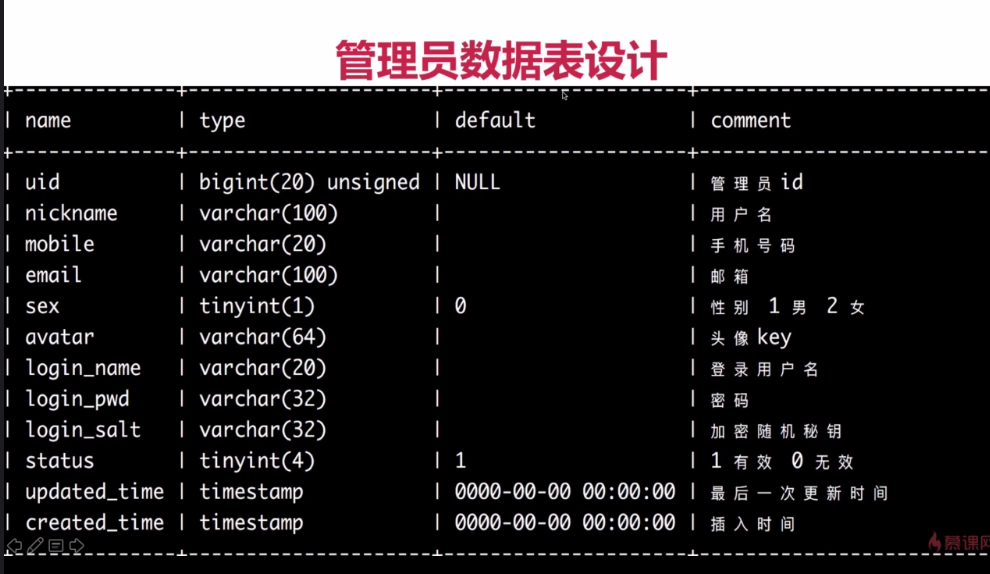 管理员数据表设计
| name | type | default | comment
| uid | bigint(20) unsigned | NULL | 管理员id
| nickname | varchar(100) | | 用户名
| mobile | varchar(20) | | 手机号码
| email | varchar(100) | | 邮箱
| sex | tinyint(1) | 0 | 性别 1男 2女
| avatar | varchar(64) | | 头像key
| login_name | varchar(20) | | 登录用户名
| login_pwd | varchar(32) | | 密码
| login_salt | varchar(32) | | 加密随机秘钥
| status | tinyint(4) | 1 | 1有效 0无效
| updated_time | timestamp | 0000-00-00 00:00:00 | 最后一次更新时间
| created_time | timestamp | 0000-00-00 00:00:00 | 插入时间
慕课网